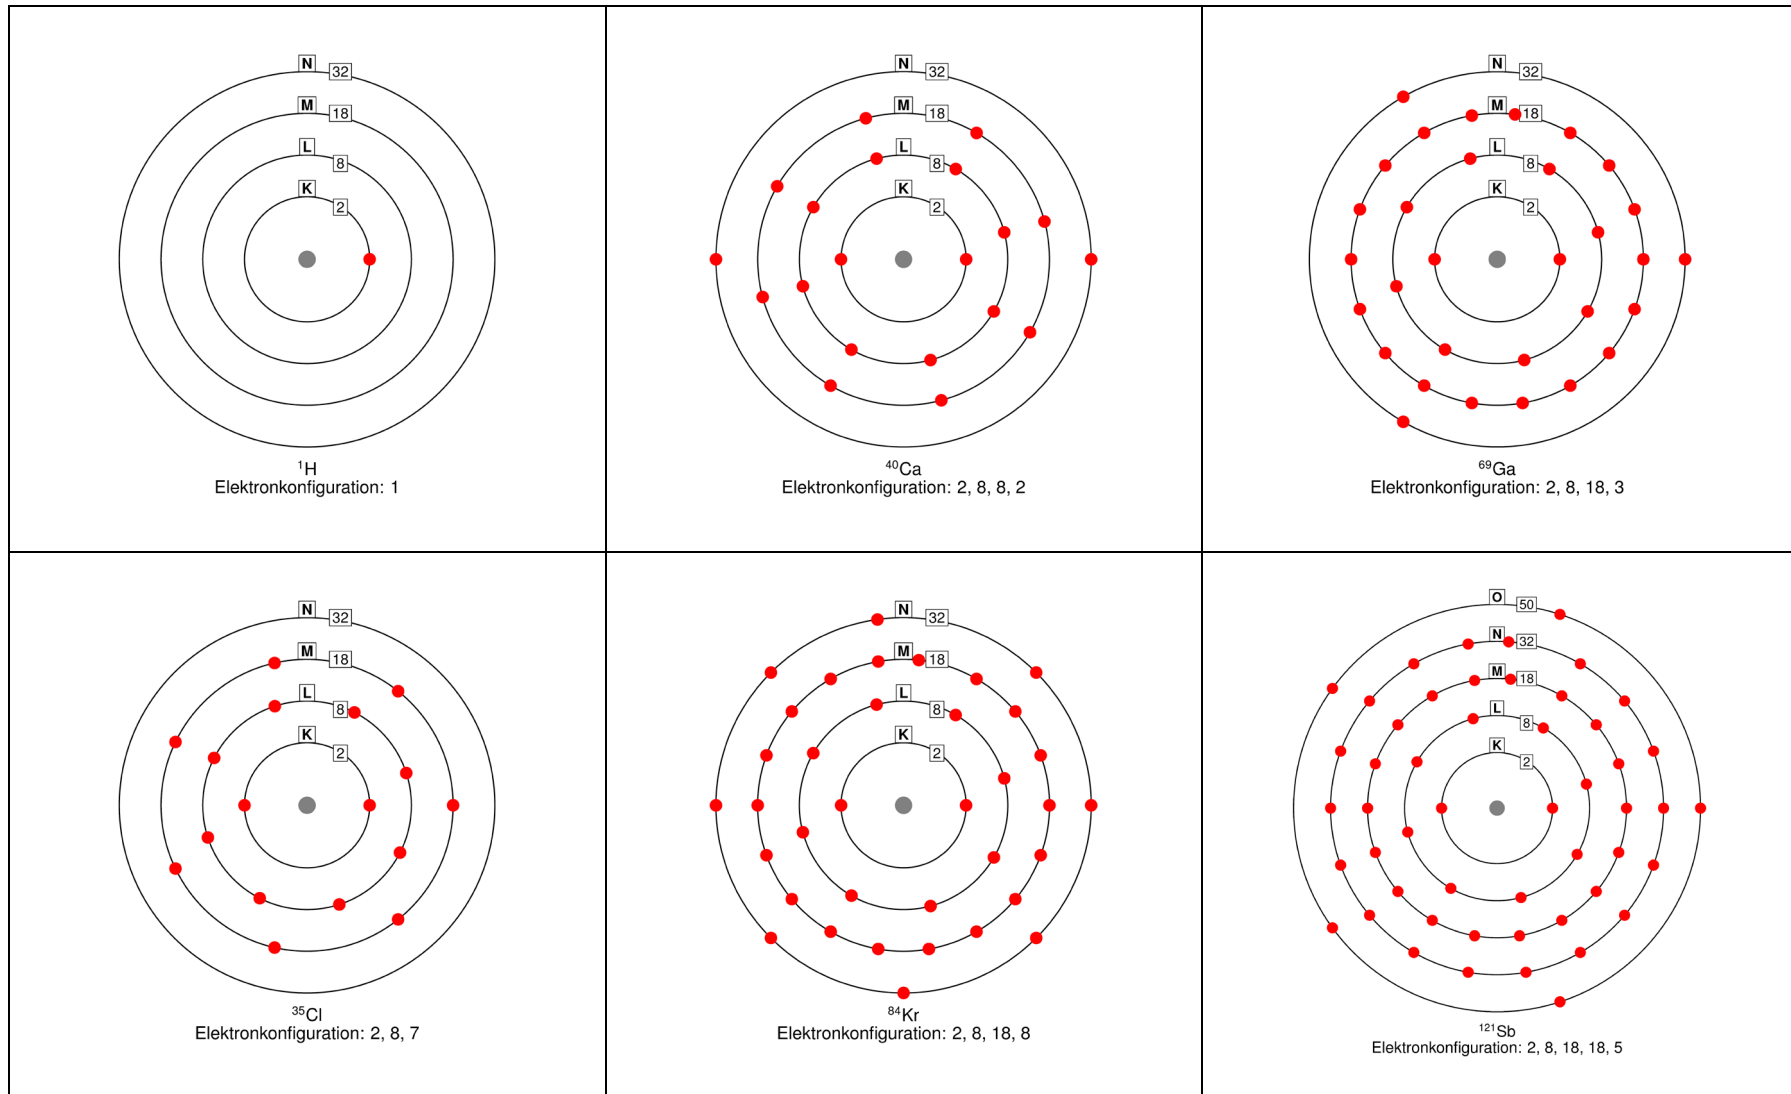 N 32
M 18
L 8
K 2
¹H
Elektronkonfiguration: 1
N 32
M 18
L 8
K 2
⁴⁰Ca
Elektronkonfiguration: 2, 8, 8, 2
N 32
M 18
L 8
K 2
⁶⁹Ga
Elektronkonfiguration: 2, 8, 18, 3
N 32
M 18
L 8
K 2
³⁵Cl
Elektronkonfiguration: 2, 8, 7
N 32
M 18
L 8
K 2
⁸⁴Kr
Elektronkonfiguration: 2, 8, 18, 8
O 50
N 32
M 18
L 8
K 2
¹²¹Sb
Elektronkonfiguration: 2, 8, 18, 18, 5